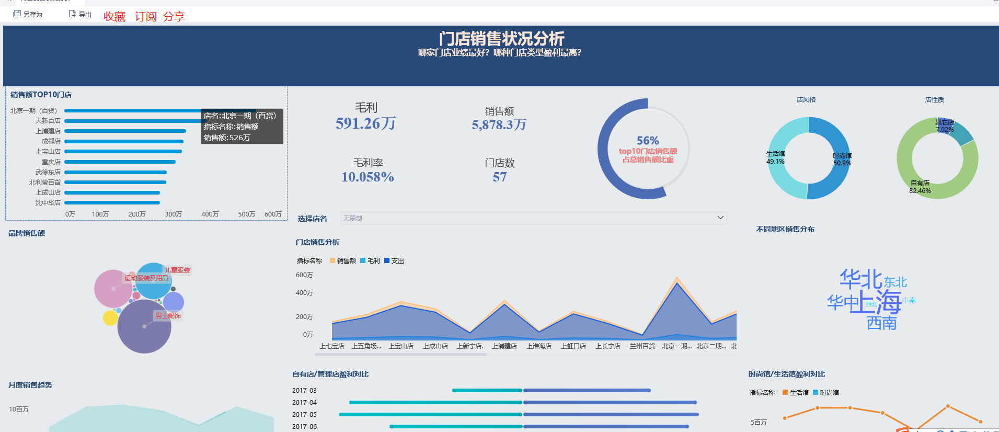 另存为 导出 收藏 订阅 分享
门店销售状况分析
哪家门店业绩最好？哪种门店类型盈利最高?
销售额TOP10门店
北京一期（百货）
天新百店
上浦建店
成都店
上宝山店
重庆店
武徐东店
北利莹百货
上成山店
沈中华店
0万 100万 200万 300万 400万 500万 600万
店名:北京一期（百货）
指标名称:销售额
销售额:526万
毛利
591.26万
销售额
5,878.3万
毛利率
10.058%
门店数
57
56%
top10门店销售额
占总销售额比重
店风格
生活馆
49.1%
时尚馆
50.9%
店性质
其它店
7.02%
自有店
82.46%
选择店名 无限制
品牌销售额
儿童服装
运动服装及用品
男士配饰
门店销售分析
指标名称 销售额 毛利 支出
600万
400万
200万
0万
上七宝店 上五角场... 上宝山店 上成山店 上新宁店. 上浦建店 上淮海店 上虹口店 上长宁店 兰州百货 北京一期... 北京二期... 北
不同地区销售分布
华北 东北
华中 上海 西北 中南
西南
月度销售趋势
10百万
自有店/管理店盈利对比
2017-03
2017-04
2017-05
2017-06
时尚馆/生活馆盈利对比
指标名称 生活馆 时尚馆
5百万